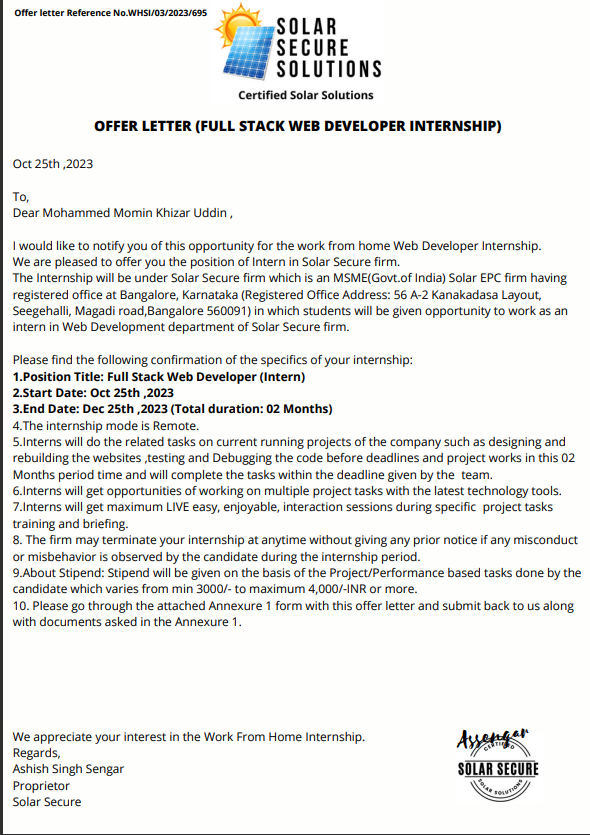 Offer letter Reference No.WHSI/03/2023/695
SOLAR
SECURE
SOLUTIONS
Certified Solar Solutions
OFFER LETTER (FULL STACK WEB DEVELOPER INTERNSHIP)
Oct 25th ,2023
To,
Dear Mohammed Momin Khizar Uddin ,
I would like to notify you of this opportunity for the work from home Web Developer Internship.
We are pleased to offer you the position of Intern in Solar Secure firm.
The Internship will be under Solar Secure firm which is an MSME(Govt.of India) Solar EPC firm having
registered office at Bangalore, Karnataka (Registered Office Address: 56 A-2 Kanakadasa Layout,
Seegehalli, Magadi road,Bangalore 560091) in which students will be given opportunity to work as an
intern in Web Development department of Solar Secure firm.
Please find the following confirmation of the specifics of your internship:
1.Position Title: Full Stack Web Developer (Intern)
2.Start Date: Oct 25th ,2023
3.End Date: Dec 25th ,2023 (Total duration: 02 Months)
4.The internship mode is Remote.
5.Interns will do the related tasks on current running projects of the company such as designing and
rebuilding the websites ,testing and Debugging the code before deadlines and project works in this 02
Months period time and will complete the tasks within the deadline given by the  team.
6.Interns will get opportunities of working on multiple project tasks with the latest technology tools.
7.Interns will get maximum LIVE easy, enjoyable, interaction sessions during specific  project tasks
training and briefing.
8. The firm may terminate your internship at anytime without giving any prior notice if any misconduct
or misbehavior is observed by the candidate during the internship period.
9.About Stipend: Stipend will be given on the basis of the Project/Performance based tasks done by the
candidate which varies from min 3000/- to maximum 4,000/-INR or more.
10. Please go through the attached Annexure 1 form with this offer letter and submit back to us along
with documents asked in the Annexure 1.
We appreciate your interest in the Work From Home Internship.
Regards,
Ashish Singh Sengar
Proprietor
Solar Secure
Assengar
CERTIFIED
SOLAR SECURE
SOLAR SOLUTIONS